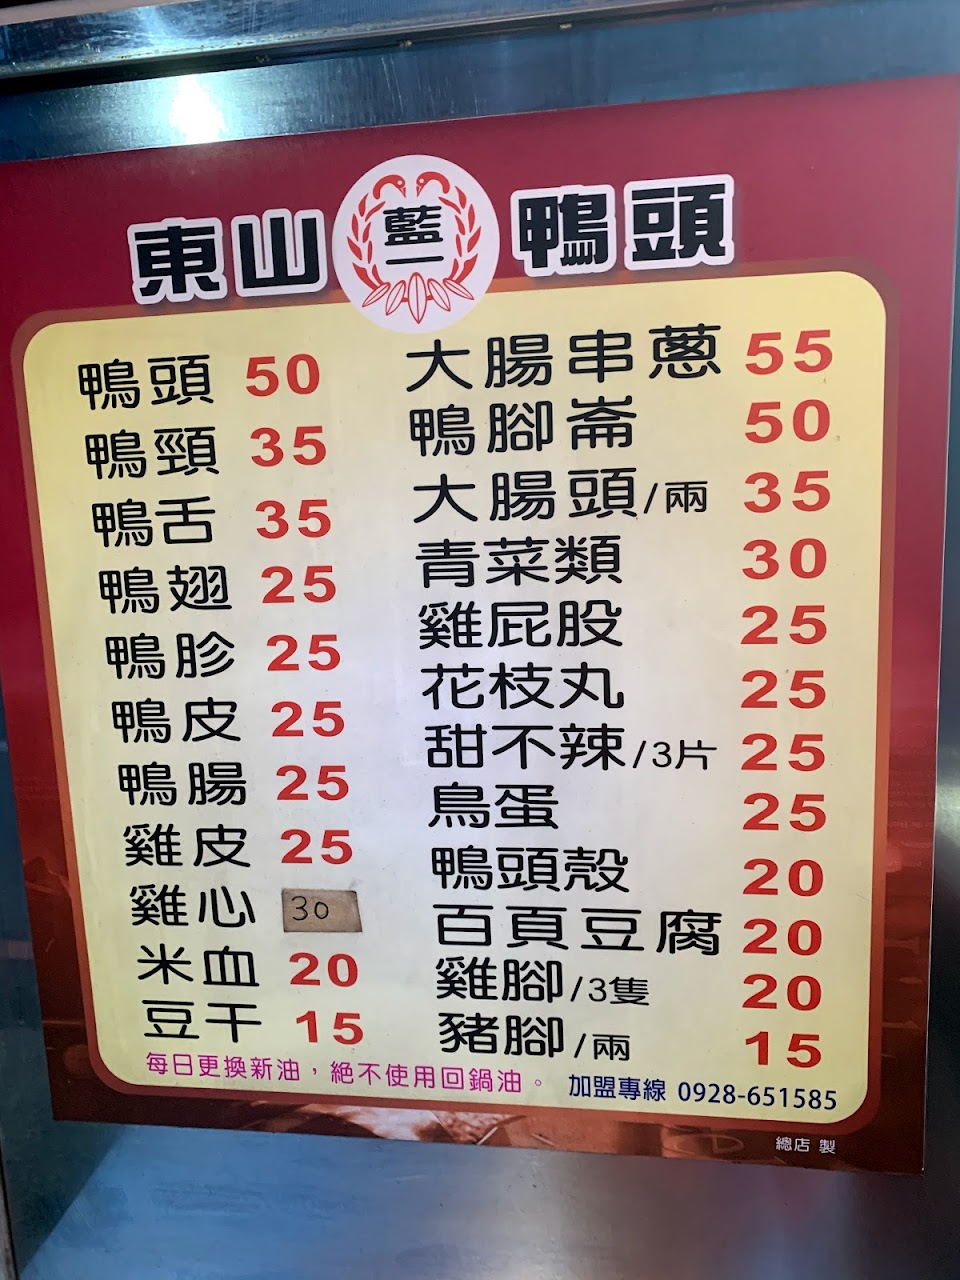 東山 藍一 鴨頭
鴨頭 50
鴨頸 35
鴨舌 35
鴨翅 25
鴨胗 25
鴨皮 25
鴨腸 25
雞皮 25
雞心 30
米血 20
豆干 15
大腸串蔥 55
鴨腳崙 50
大腸頭/兩 35
青菜類 30
雞屁股 25
花枝丸 25
甜不辣/3片 25
鳥蛋 25
鴨頭殼 20
百頁豆腐 20
雞腳/3隻 20
豬腳/兩 15
每日更換新油，絕不使用回鍋油。 加盟專線 0928-651585
總店 製